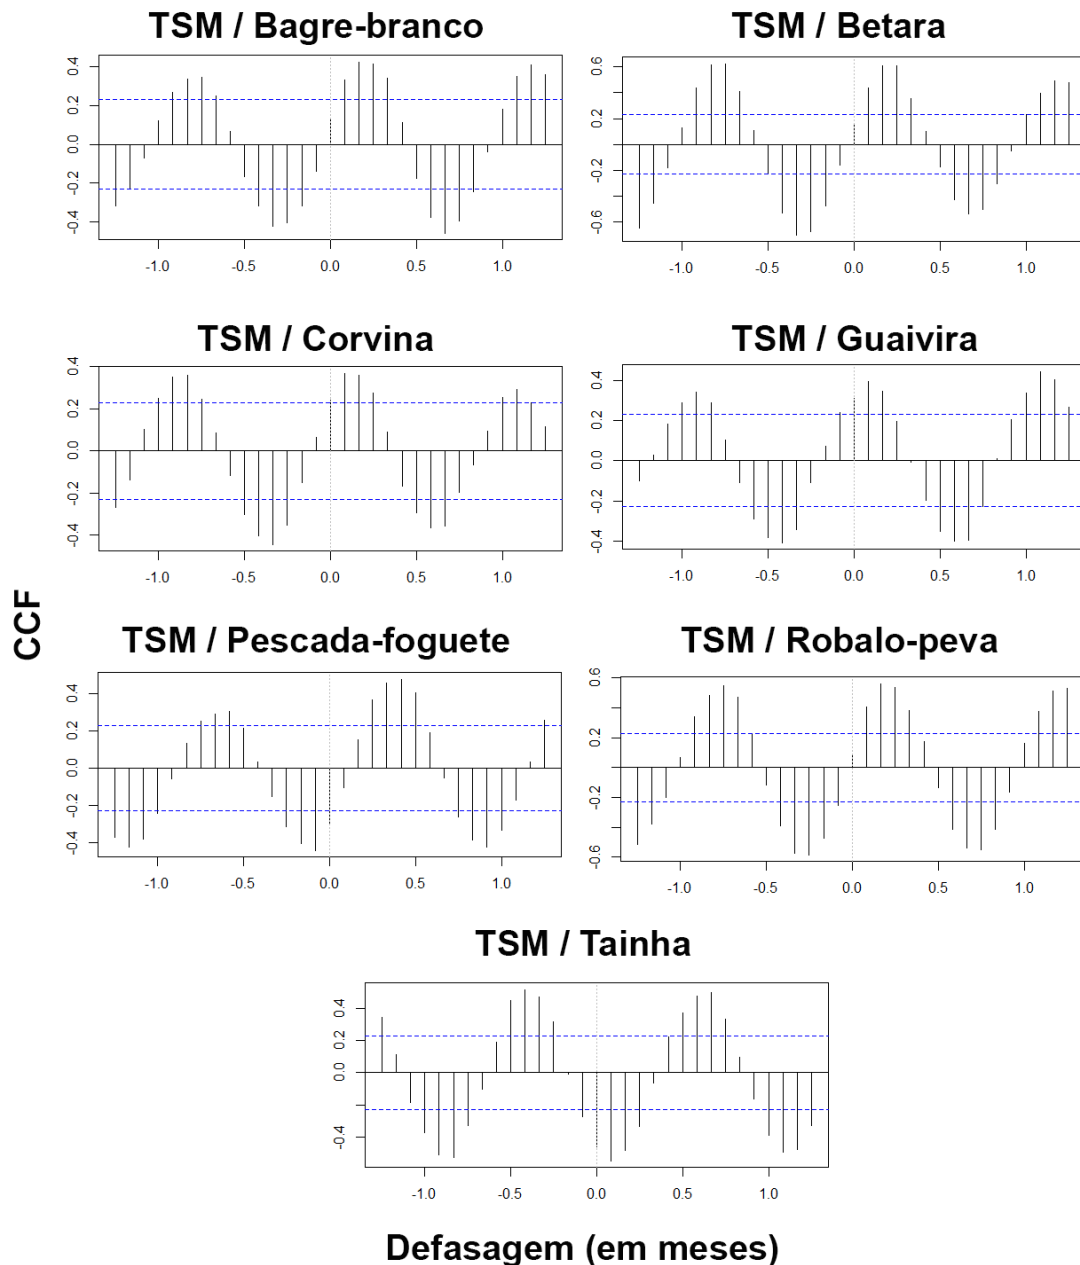 TSM / Bagre-branco
0.4
0.2
0.0
-0.2
-0.4
-1.0 -0.5 0.0 0.5 1.0
TSM / Betara
0.6
0.2
-0.2
-0.6
-1.0 -0.5 0.0 0.5 1.0
TSM / Corvina
0.4
0.2
0.0
-0.2
-0.4
-1.0 -0.5 0.0 0.5 1.0
TSM / Guaivira
0.4
0.2
0.0
-0.2
-0.4
-1.0 -0.5 0.0 0.5 1.0
CCF
TSM / Pescada-foguete
0.4
0.2
0.0
-0.2
-0.4
-1.0 -0.5 0.0 0.5 1.0
TSM / Robalo-peva
0.6
0.2
-0.2
-0.6
-1.0 -0.5 0.0 0.5 1.0
TSM / Tainha
0.4
0.2
0.0
-0.4
-1.0 -0.5 0.0 0.5 1.0
Defasagem (em meses)